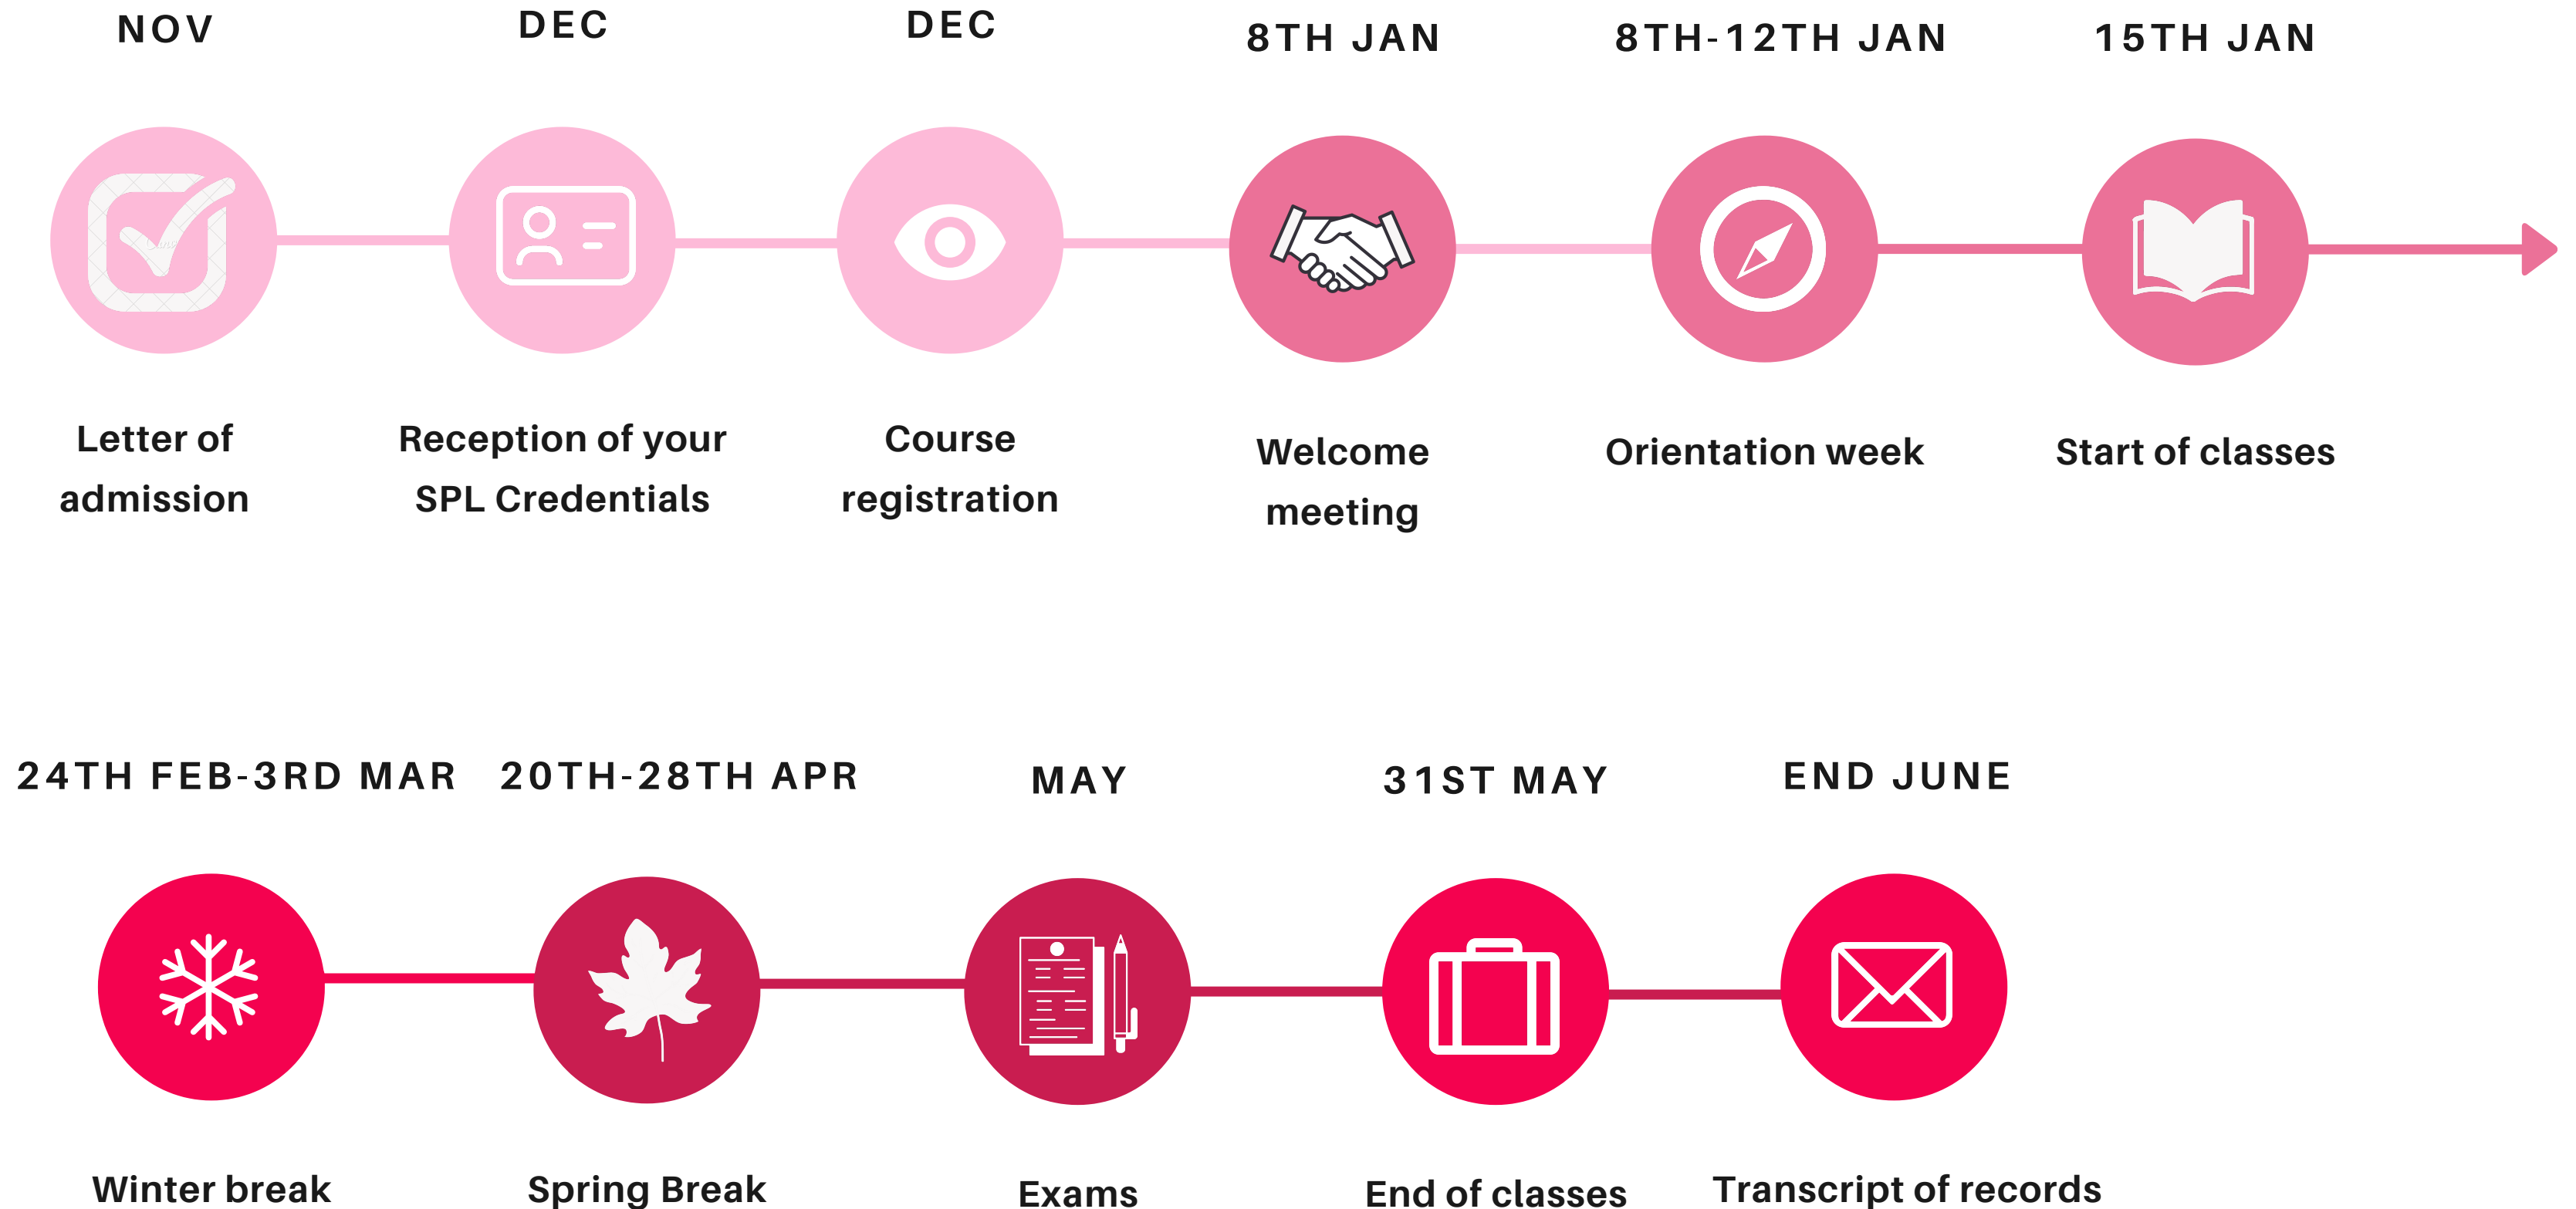 NOV
DEC
DEC
8TH JAN
8TH-12TH JAN
15TH JAN
Letter of
admission
Reception of your
SPL Credentials
Course
registration
Welcome
meeting
Orientation week
Start of classes
24TH FEB-3RD MAR
20TH-28TH APR
MAY
31ST MAY
END JUNE
Winter break
Spring Break
Exams
End of classes
Transcript of records